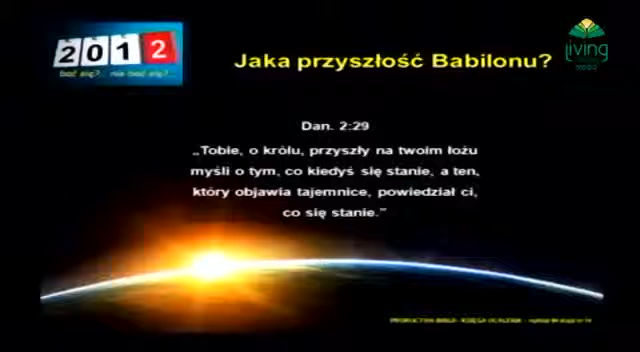 2012
bać się?... nie bać się?...
Jaka przyszłość Babilonu?
Living
Dan. 2:29
„Tobie, o królu, przyszły na twoim łożu
myśli o tym, co kiedyś się stanie, a ten,
który objawia tajemnice, powiedział ci,
co się stanie."